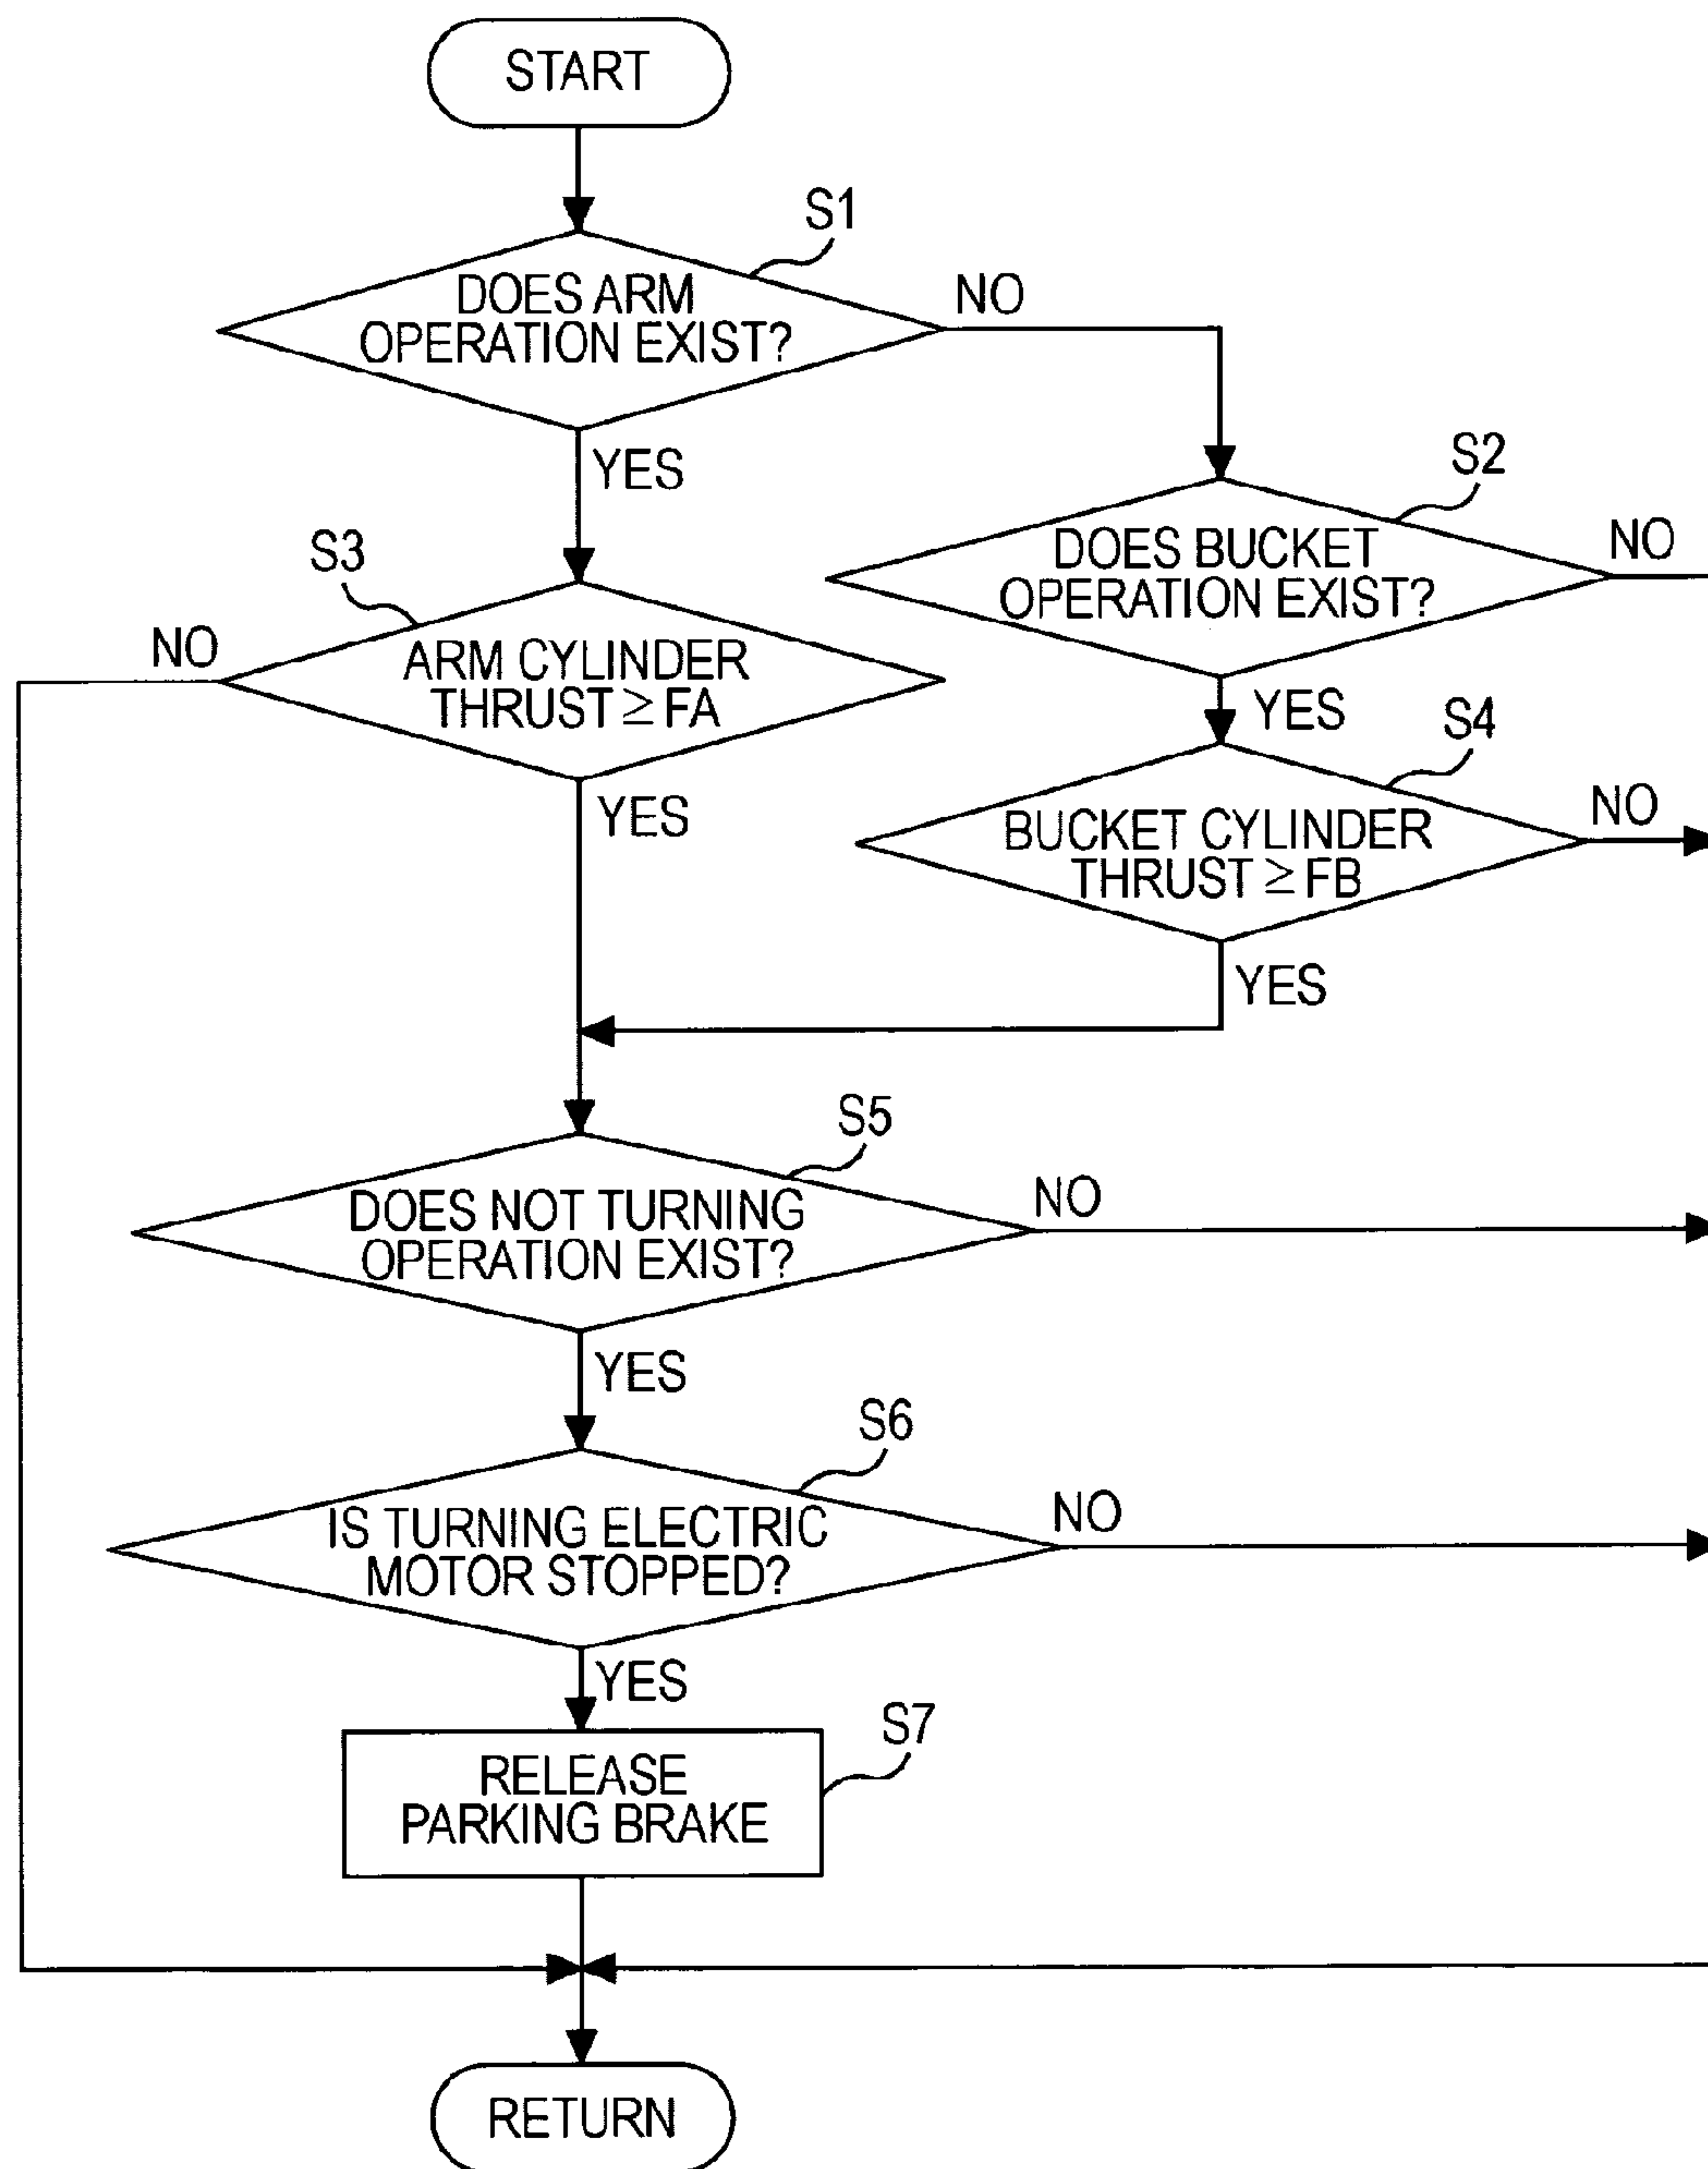 START
S1
DOES ARM
OPERATION EXIST?
NO
YES
S2
DOES BUCKET
OPERATION EXIST?
NO
YES
S3
NO
ARM CYLINDER
THRUST ≥ FA
YES
S4
BUCKET CYLINDER
THRUST ≥ FB
NO
YES
S5
DOES NOT TURNING
OPERATION EXIST?
NO
YES
S6
IS TURNING ELECTRIC
MOTOR STOPPED?
NO
YES
S7
RELEASE
PARKING BRAKE
RETURN